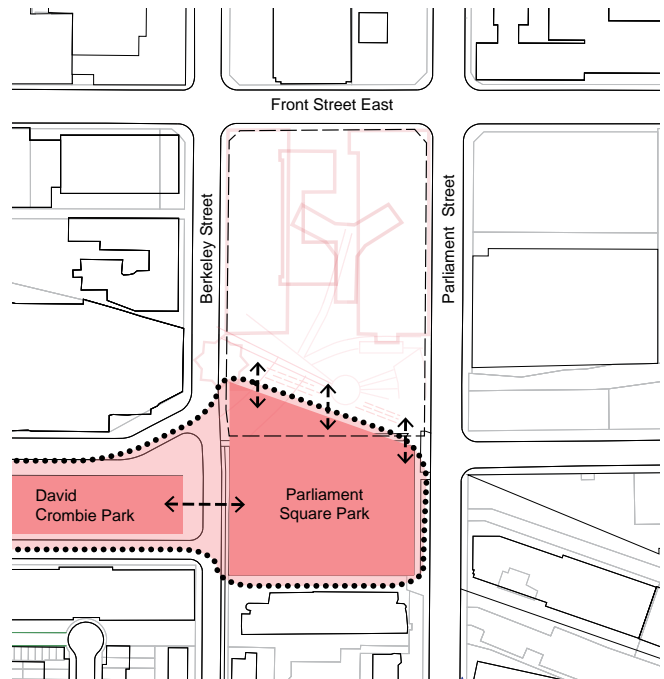 Front Street East
Berkeley Street
Parliament Street
David
Crombie Park
Parliament
Square Park